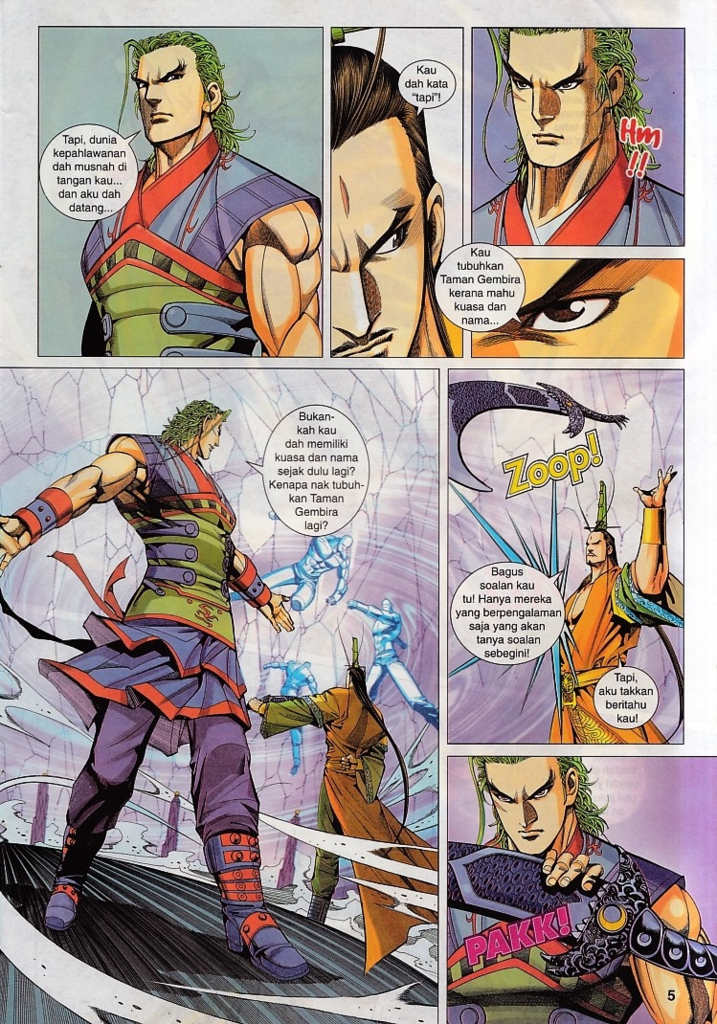 Tapi, dunia
kepahlawanan
dah musnah di
tangan kau...
dan aku dah
datang...
Kau
dah kata
"tapi"!
Hm
!!
Kau
tubuhkan
Taman Gembira
kerana mahu
kuasa dan
nama...
Bukan-
kah kau
dah memiliki
kuasa dan nama
sejak dulu lagi?
Kenapa nak tubuh-
kan Taman
Gembira
lagi?
Zoop!
Bagus
soalan kau
tu! Hanya mereka
yang berpengalaman
saja yang akan
tanya soalan
sebegini!
Tapi,
aku takkan
beritahu
kau!
PAKK!
5